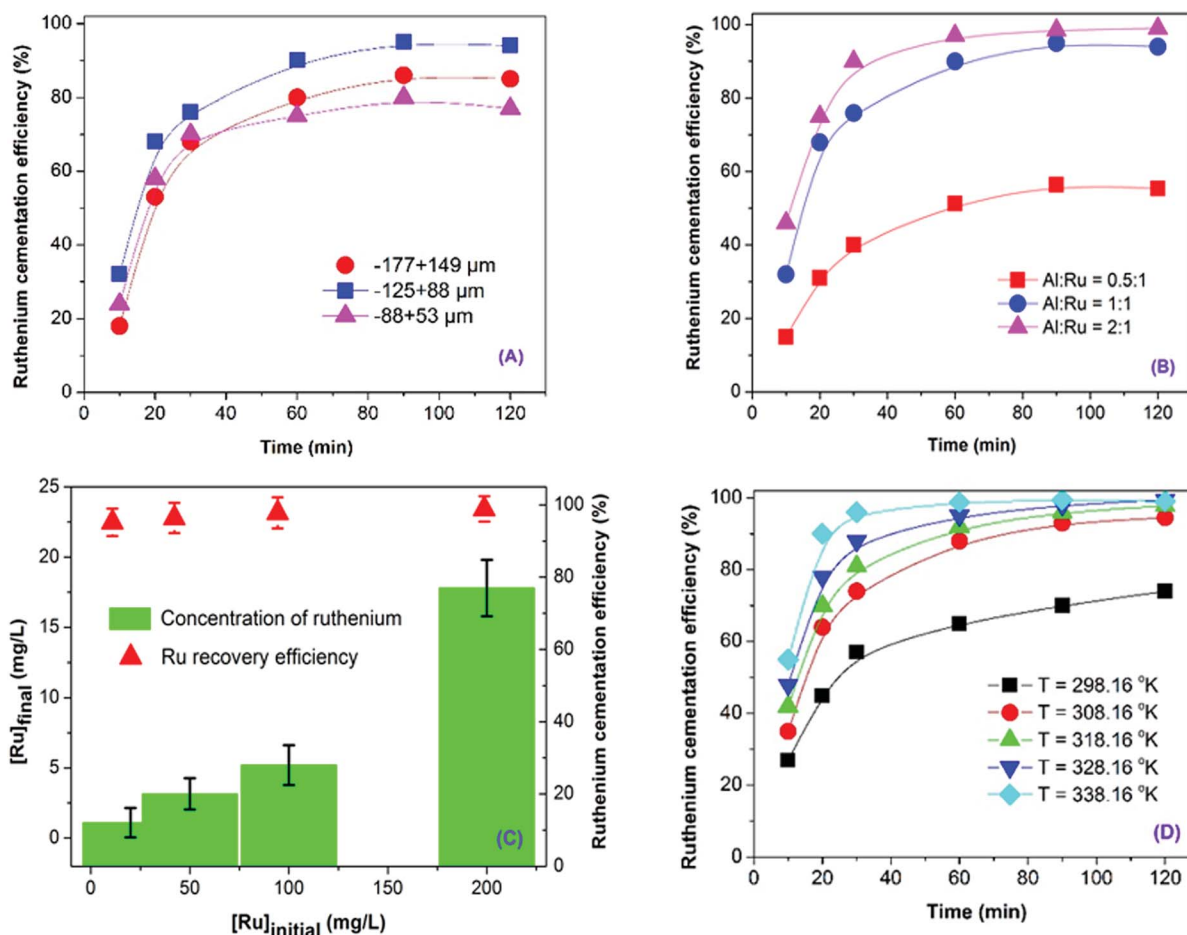 Ruthenium cementation efficiency (%)
100
80
60
40
20
0
-177+149 µm
-125+88 µm
-88+53 µm
(A)
0 20 40 60 80 100 120
Time (min)
Ruthenium cementation efficiency (%)
100
80
60
40
20
0
Al:Ru = 0.5:1
Al:Ru = 1:1
Al:Ru = 2:1
(B)
0 20 40 60 80 100 120
Time (min)
[Ru]final (mg/L)
25
20
15
10
5
0
Concentration of ruthenium
Ru recovery efficiency
(C)
0 50 100 150 200
[Ru]initial (mg/L)
100
80
60
40
20
0
Ruthenium cementation efficiency (%)
Ruthenium cementation efficiency (%)
100
80
60
40
20
0
T = 298.16 °K
T = 308.16 °K
T = 318.16 °K
T = 328.16 °K
T = 338.16 °K
(D)
0 20 40 60 80 100 120
Time (min)